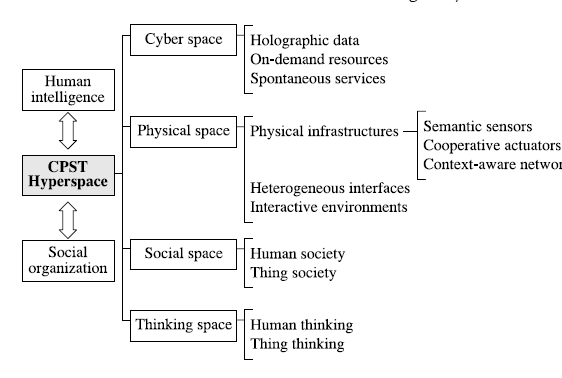 Cyber space
Holographic data
On-demand resources
Spontaneous services
Human
intelligence
Physical space
Physical infrastructures
Semantic sensors
Cooperative actuators
Context-aware networ
CPST
Hyperspace
Heterogeneous interfaces
Interactive environments
Social
organization
Social space
Human society
Thing society
Thinking space
Human thinking
Thing thinking